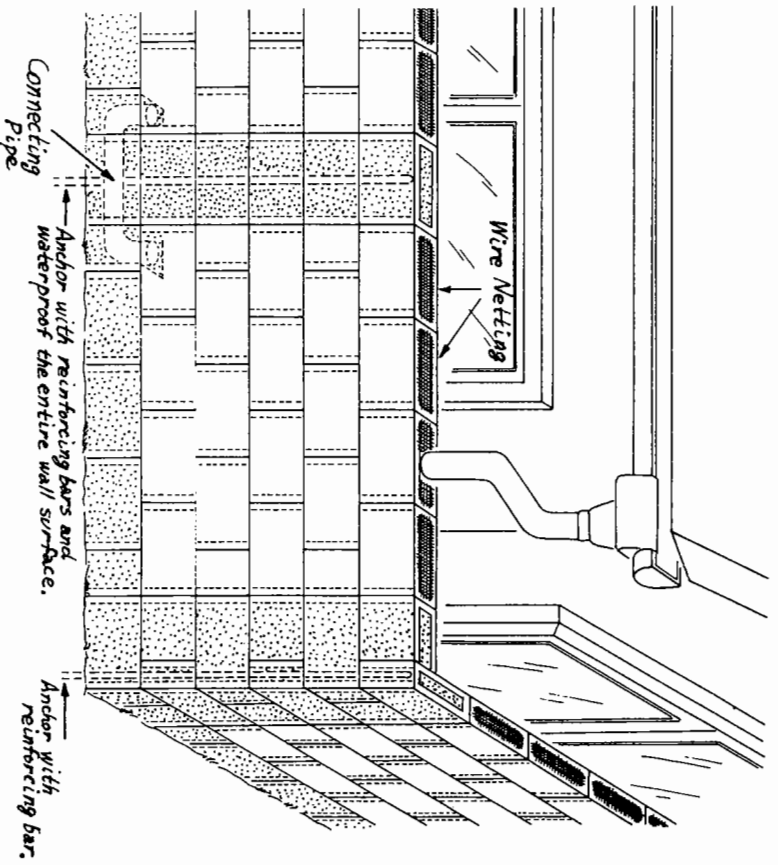 Wire Netting
Connecting
Pipe
Anchor with reinforcing bars and
waterproof the entire wall surface.
Anchor with
reinforcing bar.